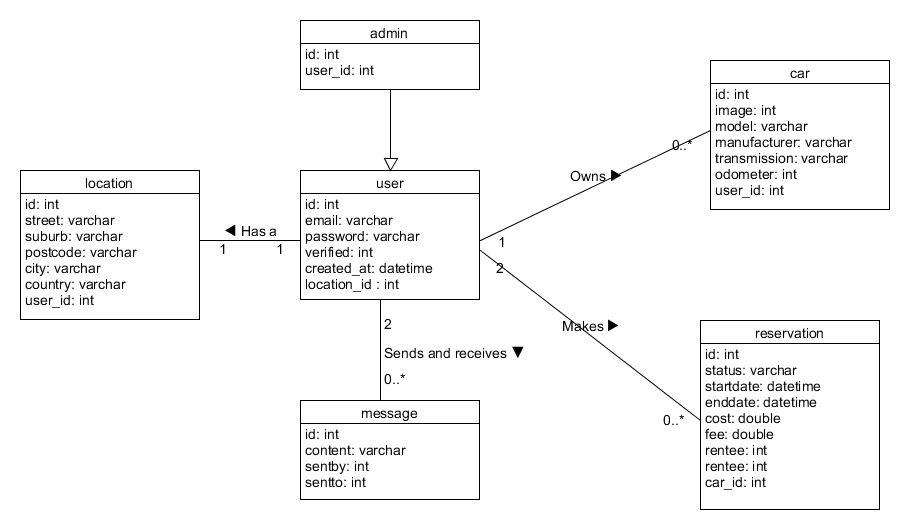 admin
id: int
user_id: int
car
id: int
image: int
model: varchar
manufacturer: varchar
transmission: varchar
odometer: int
user_id: int
0..*
Owns ▶
1
location
id: int
street: varchar
suburb: varchar
postcode: varchar
city: varchar
country: varchar
user_id: int
◀ Has a
1
1
user
id: int
email: varchar
password: varchar
verified: int
created_at: datetime
location_id : int
2
Makes ▶
0..*
2
Sends and receives ▼
0..*
message
id: int
content: varchar
sentby: int
sentto: int
reservation
id: int
status: varchar
startdate: datetime
enddate: datetime
cost: double
fee: double
rentee: int
rentee: int
car_id: int